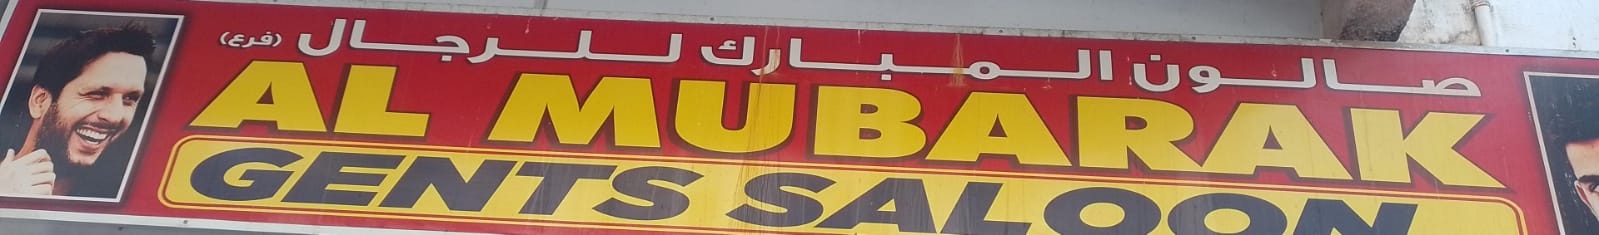 صالون المبارك للرجال (فرع)
AL MUBARAK
GENTS SALOON